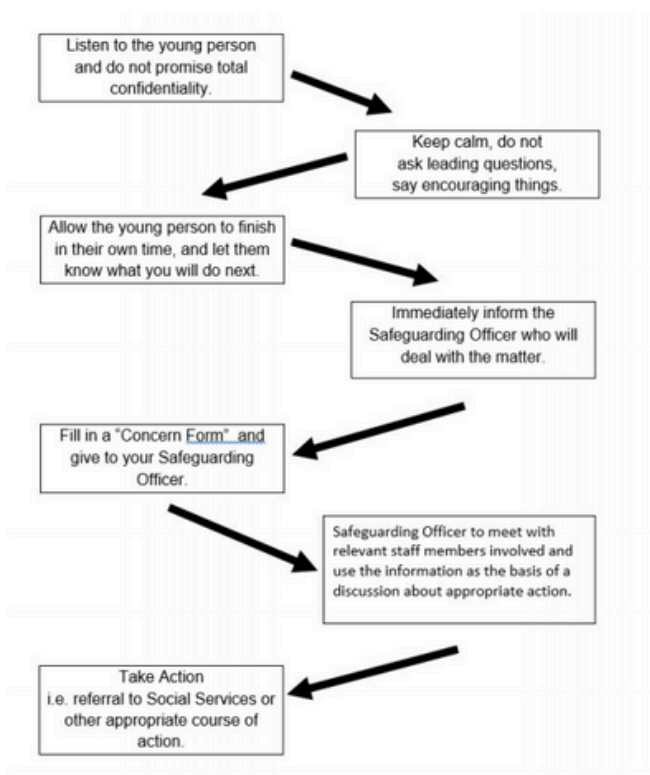 Listen to the young person
and do not promise total
confidentiality.
Keep calm, do not
ask leading questions,
say encouraging things.
Allow the young person to finish
in their own time, and let them
know what you will do next.
Immediately inform the
Safeguarding Officer who will
deal with the matter.
Fill in a "Concern Form" and
give to your Safeguarding
Officer.
Safeguarding Officer to meet with
relevant staff members involved and
use the information as the basis of a
discussion about appropriate action.
Take Action
i.e. referral to Social Services or
other appropriate course of
action.